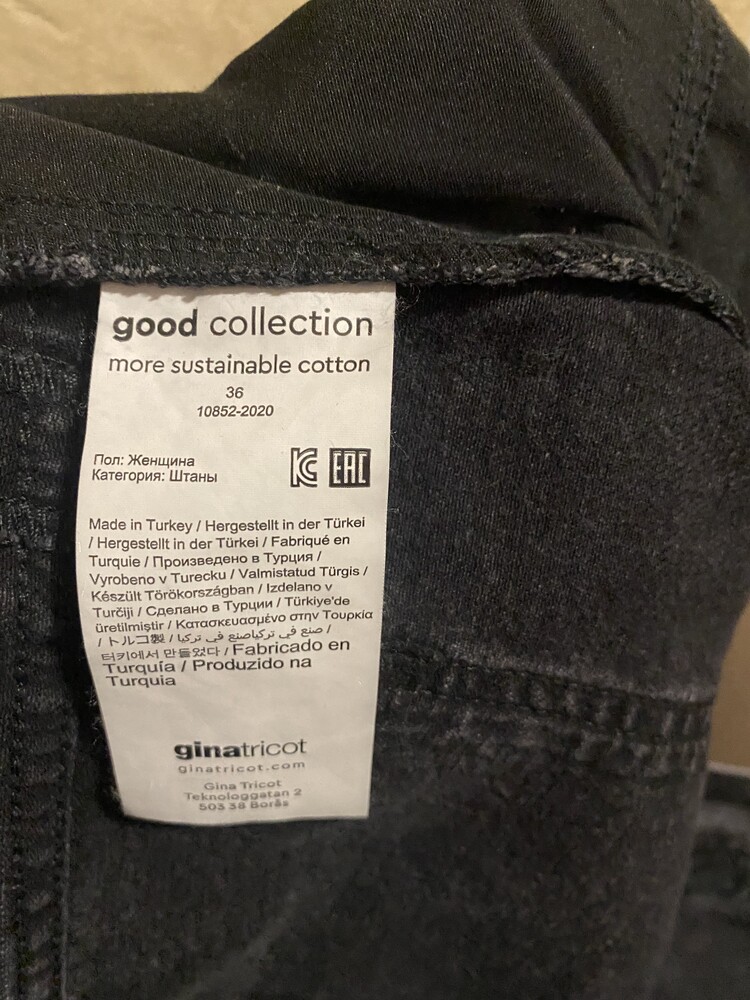 good collection
more sustainable cotton
36
10852-2020
Пол: Женщина
Категория: Штаны
KC EAC
Made in Turkey / Hergestellt in der Türkei
/ Hergestellt in der Türkei / Fabriqué en
Turquie / Произведено в Турция /
Vyrobeno v Turecku / Valmistatud Türgis /
Készült Törökországban / Izdelano v
Turčiji / Сделано в Турции / Türkiye'de
üretilmiştir / Κατασκευασμένο στην Τουρκία
/ トルコ製 / صنع في تركياصنع في تركيا /
터키에서 만들었다 / Fabricado en
Turquía / Produzido na
Turquia
ginatricot
ginatricot.com
Gina Tricot
Teknologgatan 2
503 38 Borås